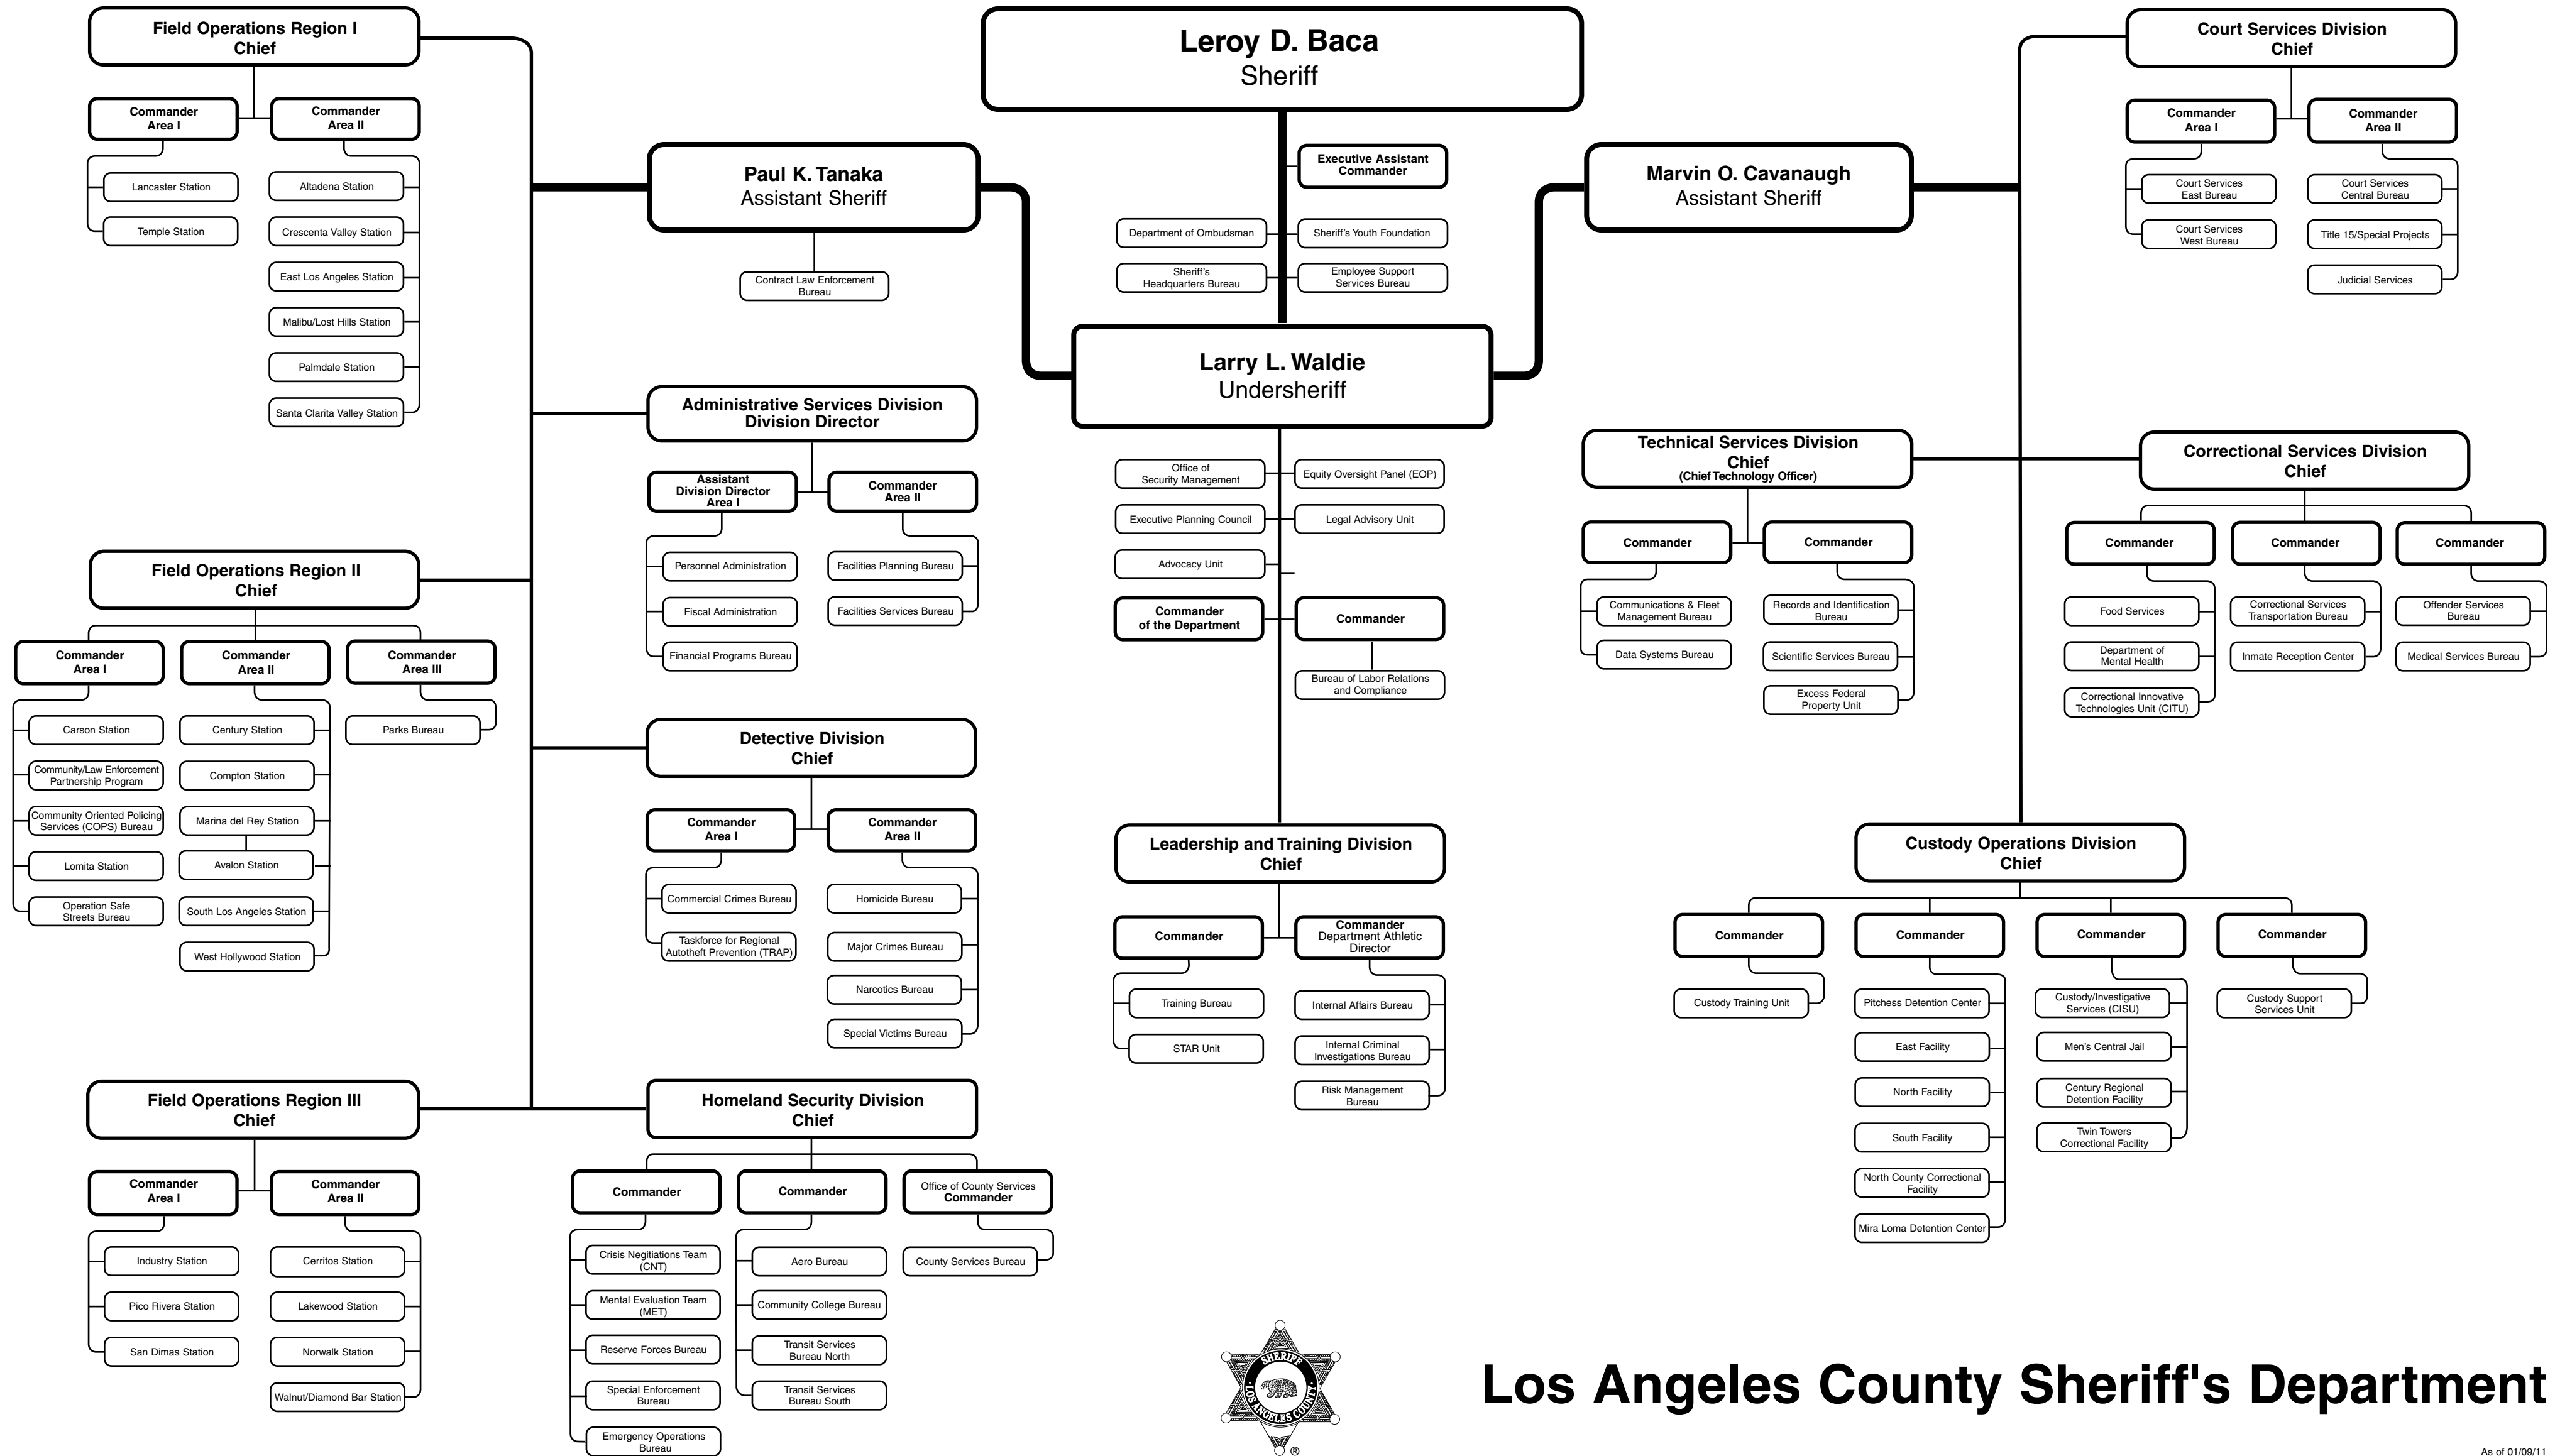 Leroy D. Baca
Sheriff
Executive Assistant
Commander
Department of Ombudsman
Sheriff's Youth Foundation
Sheriff's
Headquarters Bureau
Employee Support
Services Bureau
Larry L. Waldie
Undersheriff
Office of
Security Management
Equity Oversight Panel (EOP)
Executive Planning Council
Legal Advisory Unit
Advocacy Unit
Commander
of the Department
Commander
Bureau of Labor Relations
and Compliance
Leadership and Training Division
Chief
Commander
Training Bureau
STAR Unit
Commander
Department Athletic
Director
Internal Affairs Bureau
Internal Criminal
Investigations Bureau
Risk Management
Bureau
Paul K. Tanaka
Assistant Sheriff
Contract Law Enforcement
Bureau
Field Operations Region I
Chief
Commander
Area I
Lancaster Station
Temple Station
Commander
Area II
Altadena Station
Crescenta Valley Station
East Los Angeles Station
Malibu/Lost Hills Station
Palmdale Station
Santa Clarita Valley Station
Administrative Services Division
Division Director
Assistant
Division Director
Area I
Personnel Administration
Fiscal Administration
Financial Programs Bureau
Commander
Area II
Facilities Planning Bureau
Facilities Services Bureau
Field Operations Region II
Chief
Commander
Area I
Carson Station
Community/Law Enforcement
Partnership Program
Community Oriented Policing
Services (COPS) Bureau
Lomita Station
Operation Safe
Streets Bureau
Commander
Area II
Century Station
Compton Station
Marina del Rey Station
Avalon Station
South Los Angeles Station
West Hollywood Station
Commander
Area III
Parks Bureau
Detective Division
Chief
Commander
Area I
Commercial Crimes Bureau
Taskforce for Regional
Autotheft Prevention (TRAP)
Commander
Area II
Homicide Bureau
Major Crimes Bureau
Narcotics Bureau
Special Victims Bureau
Field Operations Region III
Chief
Commander
Area I
Industry Station
Pico Rivera Station
San Dimas Station
Commander
Area II
Cerritos Station
Lakewood Station
Norwalk Station
Walnut/Diamond Bar Station
Homeland Security Division
Chief
Commander
Crisis Negitiations Team
(CNT)
Mental Evaluation Team
(MET)
Reserve Forces Bureau
Special Enforcement
Bureau
Emergency Operations
Bureau
Commander
Aero Bureau
Community College Bureau
Transit Services
Bureau North
Transit Services
Bureau South
Office of County Services
Commander
County Services Bureau
Marvin O. Cavanaugh
Assistant Sheriff
Court Services Division
Chief
Commander
Area I
Court Services
East Bureau
Court Services
West Bureau
Commander
Area II
Court Services
Central Bureau
Title 15/Special Projects
Judicial Services
Technical Services Division
Chief
(Chief Technology Officer)
Commander
Communications & Fleet
Management Bureau
Data Systems Bureau
Commander
Records and Identification
Bureau
Scientific Services Bureau
Excess Federal
Property Unit
Correctional Services Division
Chief
Commander
Food Services
Department of
Mental Health
Correctional Innovative
Technologies Unit (CITU)
Commander
Correctional Services
Transportation Bureau
Inmate Reception Center
Commander
Offender Services
Bureau
Medical Services Bureau
Custody Operations Division
Chief
Commander
Custody Training Unit
Commander
Pitchess Detention Center
East Facility
North Facility
South Facility
North County Correctional
Facility
Mira Loma Detention Center
Commander
Custody/Investigative
Services (CISU)
Men's Central Jail
Century Regional
Detention Facility
Twin Towers
Correctional Facility
Commander
Custody Support
Services Unit
SHERIFF
LOS ANGELES COUNTY
®
Los Angeles County Sheriff's Department
As of 01/09/11